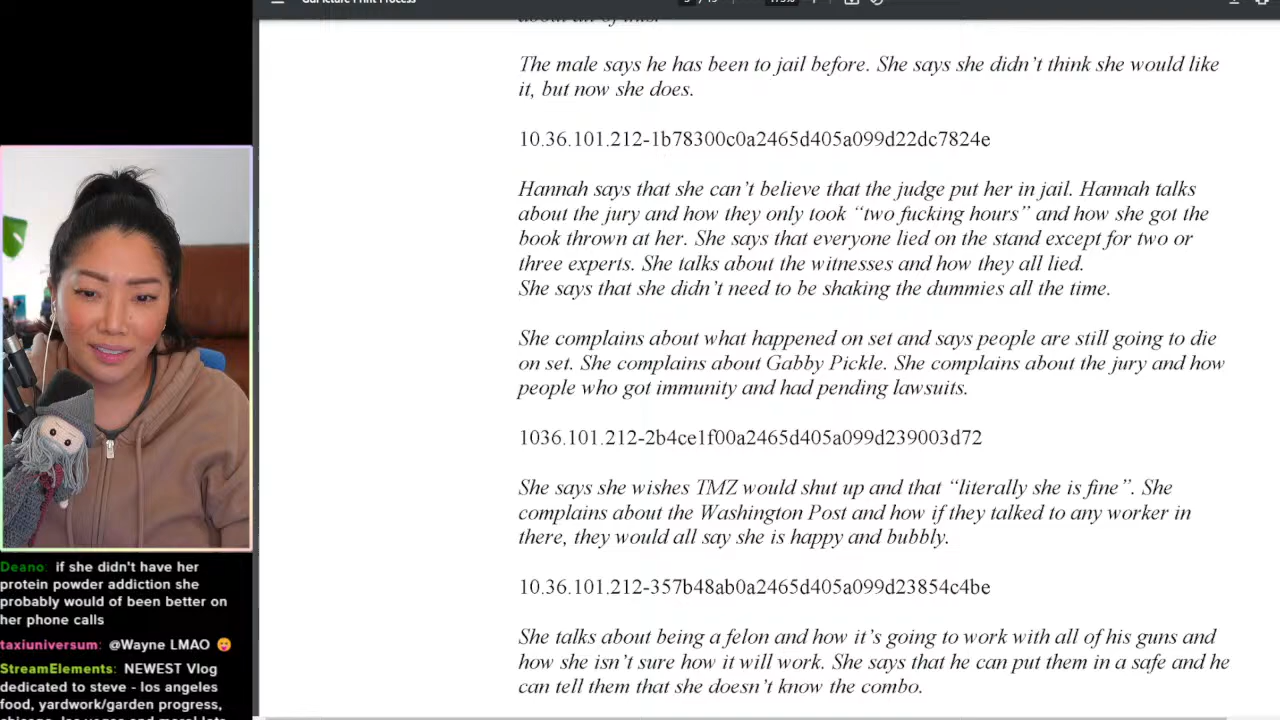 The male says he has been to jail before. She says she didn't think she would like
it, but now she does.
10.36.101.212-1b78300c0a2465d405a099d22dc7824e
Hannah says that she can't believe that the judge put her in jail. Hannah talks
about the jury and how they only took “two fucking hours” and how she got the
book thrown at her. She says that everyone lied on the stand except for two or
three experts. She talks about the witnesses and how they all lied.
She says that she didn't need to be shaking the dummies all the time.
She complains about what happened on set and says people are still going to die
on set. She complains about Gabby Pickle. She complains about the jury and how
people who got immunity and had pending lawsuits.
1036.101.212-2b4ce1f00a2465d405a099d239003d72
She says she wishes TMZ would shut up and that “literally she is fine”. She
complains about the Washington Post and how if they talked to any worker in
there, they would all say she is happy and bubbly.
10.36.101.212-357b48ab0a2465d405a099d23854c4be
She talks about being a felon and how it's going to work with all of his guns and
how she isn't sure how it will work. She says that he can put them in a safe and he
can tell them that she doesn't know the combo.
Deano: if she didn't have her
protein powder addiction she
probably would of been better on
her phone calls
taxiuniversum: @Wayne LMAO 😛
StreamElements: NEWEST Vlog
dedicated to steve - los angeles
food, yardwork/garden progress,